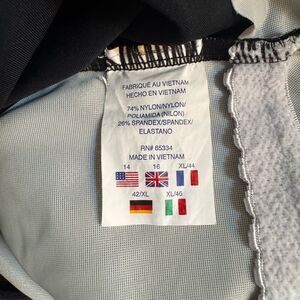 FABRIQUE AU VIETNAM
HECHO EN VIETNAM
74% NYLON/NYLON/
POLIAMIDA (NILON)
26% SPANDEX/SPANDEX/
ELASTANO
RN# 65334
MADE IN VIETNAM
14 16 XL/44
42/XL XL/46